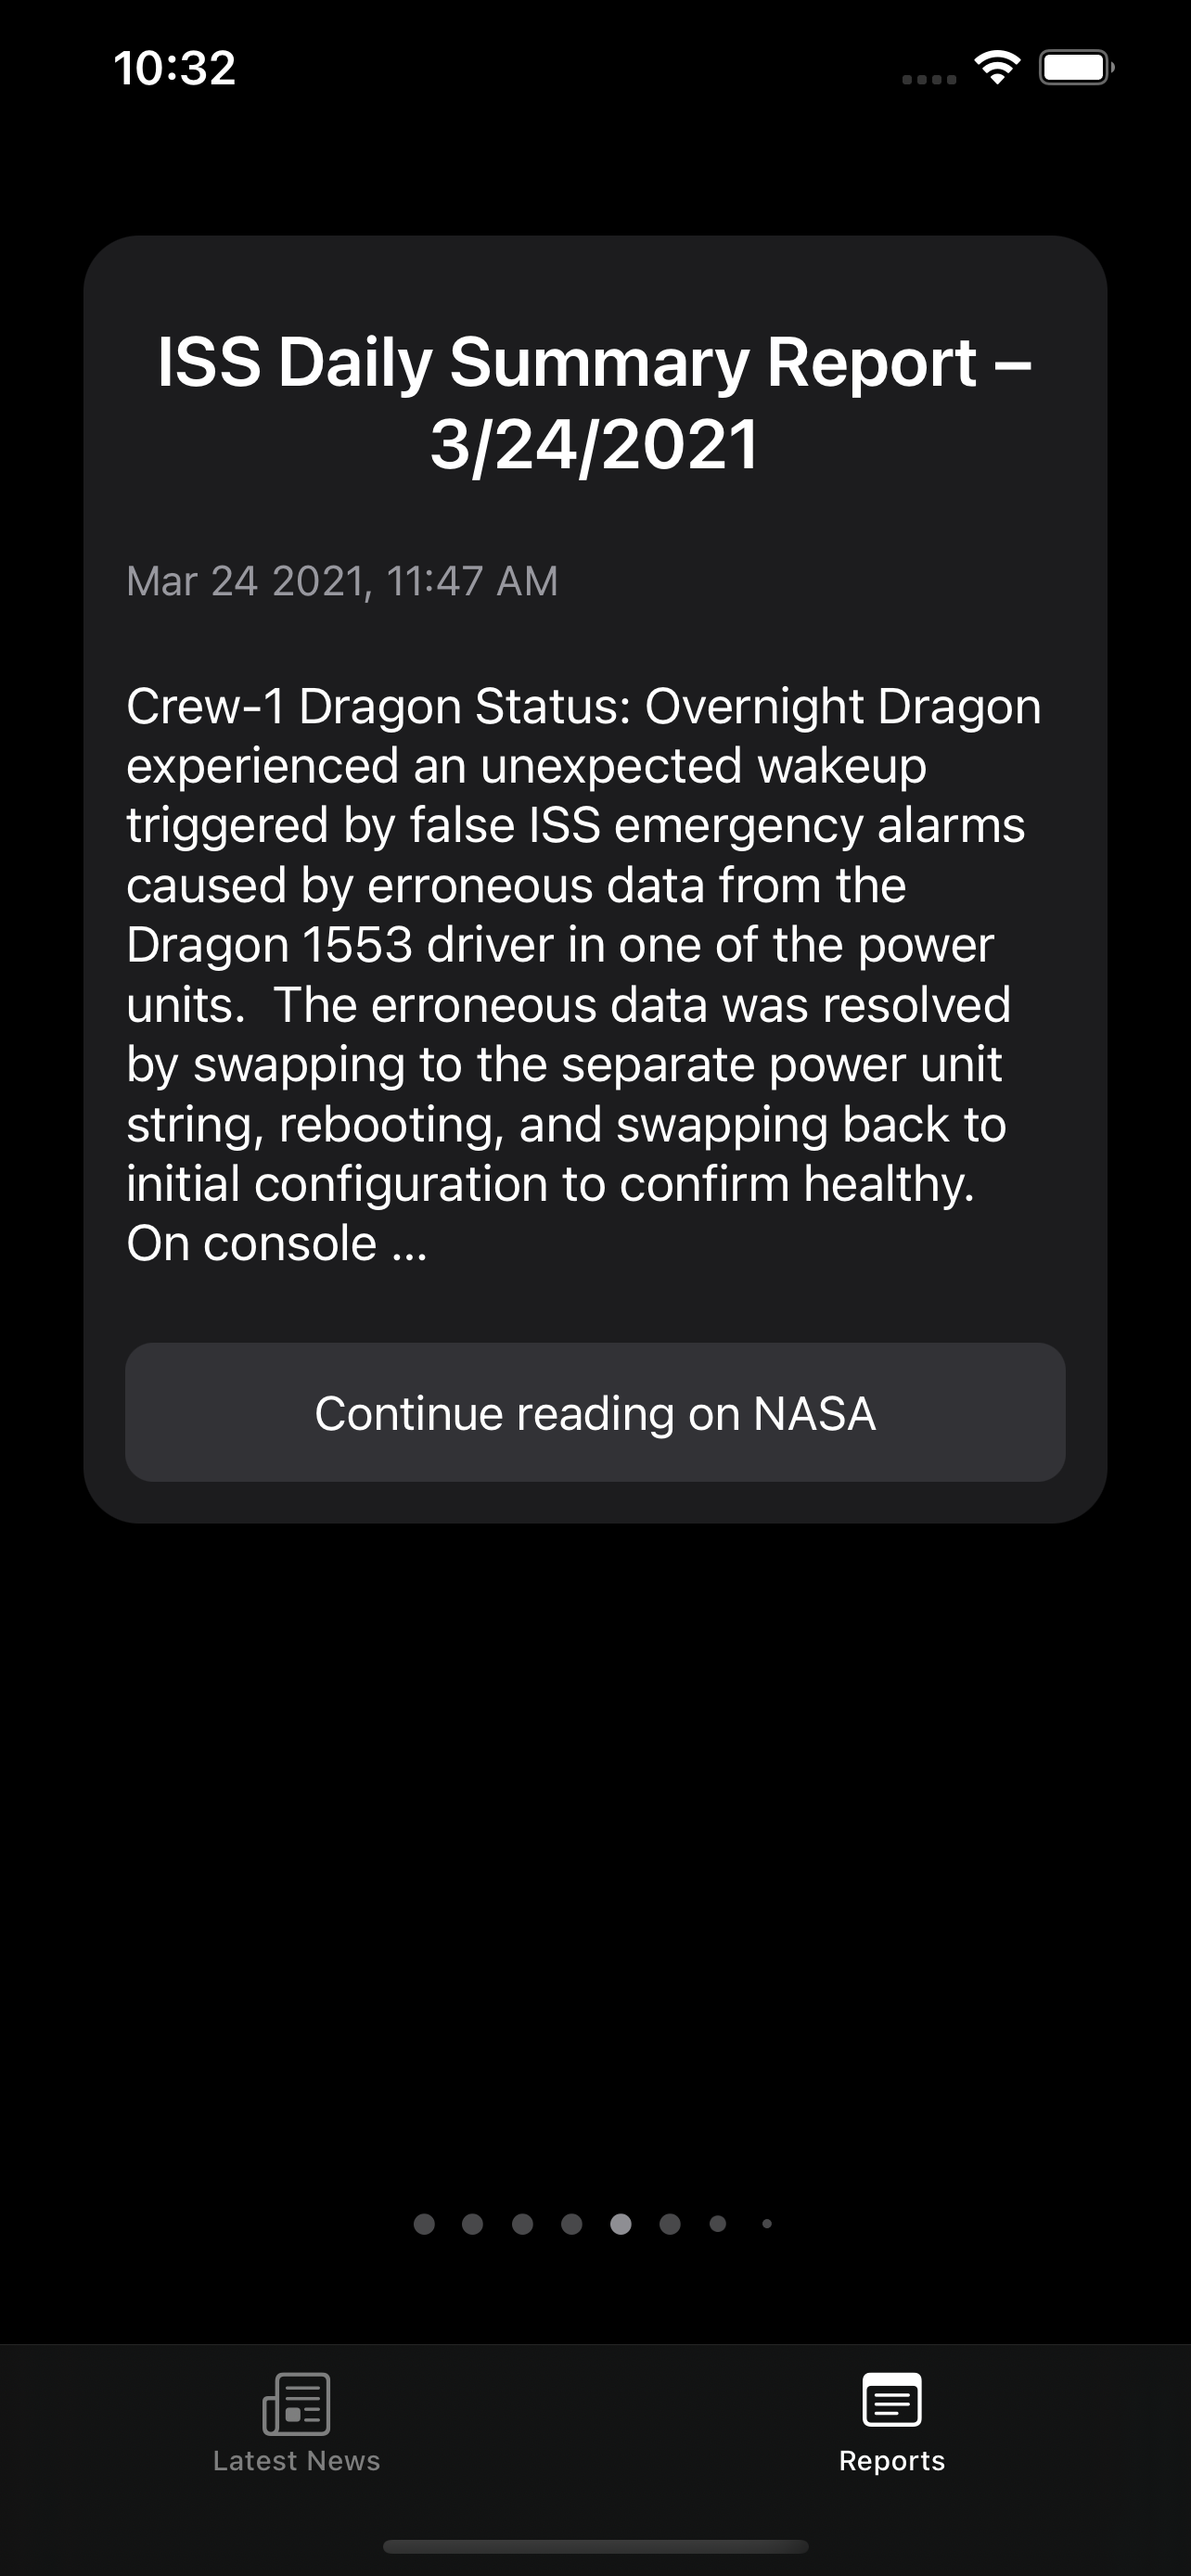 10:32
ISS Daily Summary Report –
3/24/2021
Mar 24 2021, 11:47 AM
Crew-1 Dragon Status: Overnight Dragon
experienced an unexpected wakeup
triggered by false ISS emergency alarms
caused by erroneous data from the
Dragon 1553 driver in one of the power
units.  The erroneous data was resolved
by swapping to the separate power unit
string, rebooting, and swapping back to
initial configuration to confirm healthy.
On console ...
Continue reading on NASA
Latest News
Reports